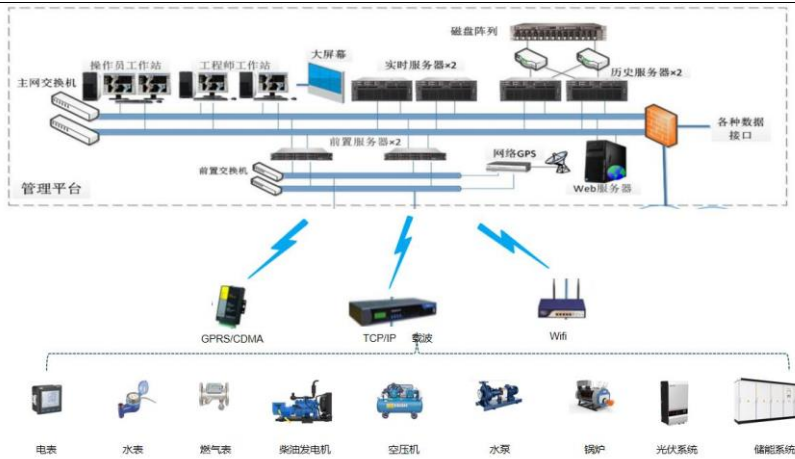 磁盘阵列
操作员工作站
工程师工作站
大屏幕
实时服务器×2
历史服务器×2
主网交换机
各种数据
接口
前置服务器×2
网络GPS
前置交换机
Web服务器
管理平台
GPRS/CDMA
TCP/IP 载波
Wifi
电表
水表
燃气表
柴油发电机
空压机
水泵
锅炉
光伏系统
储能系统